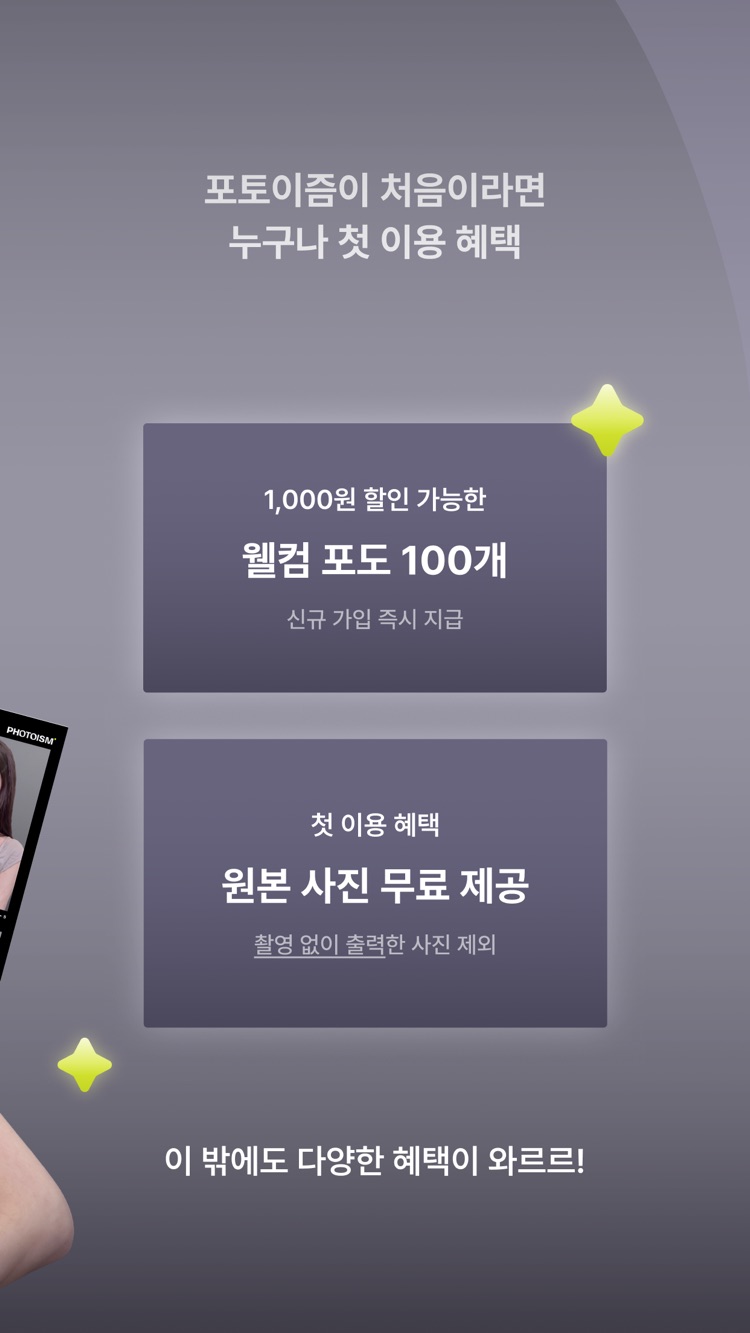 포토이즘이 처음이라면
누구나 첫 이용 혜택
1,000원 할인 가능한
웰컴 포도 100개
신규 가입 즉시 지급
PHOTOISM
첫 이용 혜택
원본 사진 무료 제공
촬영 없이 출력한 사진 제외
이 밖에도 다양한 혜택이 와르르!